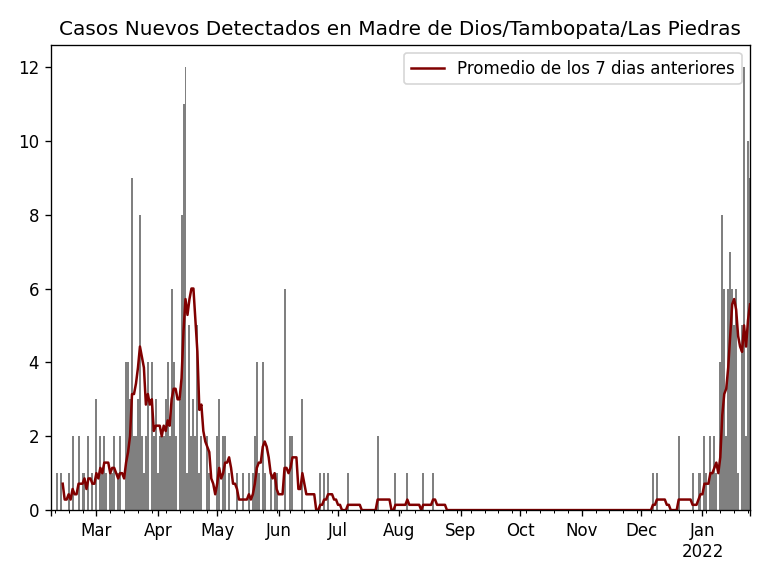 Casos Nuevos Detectados en Madre de Dios/Tambopata/Las Piedras
Promedio de los 7 dias anteriores
12
10
8
6
4
2
0
Mar Apr May Jun Jul Aug Sep Oct Nov Dec Jan
2022